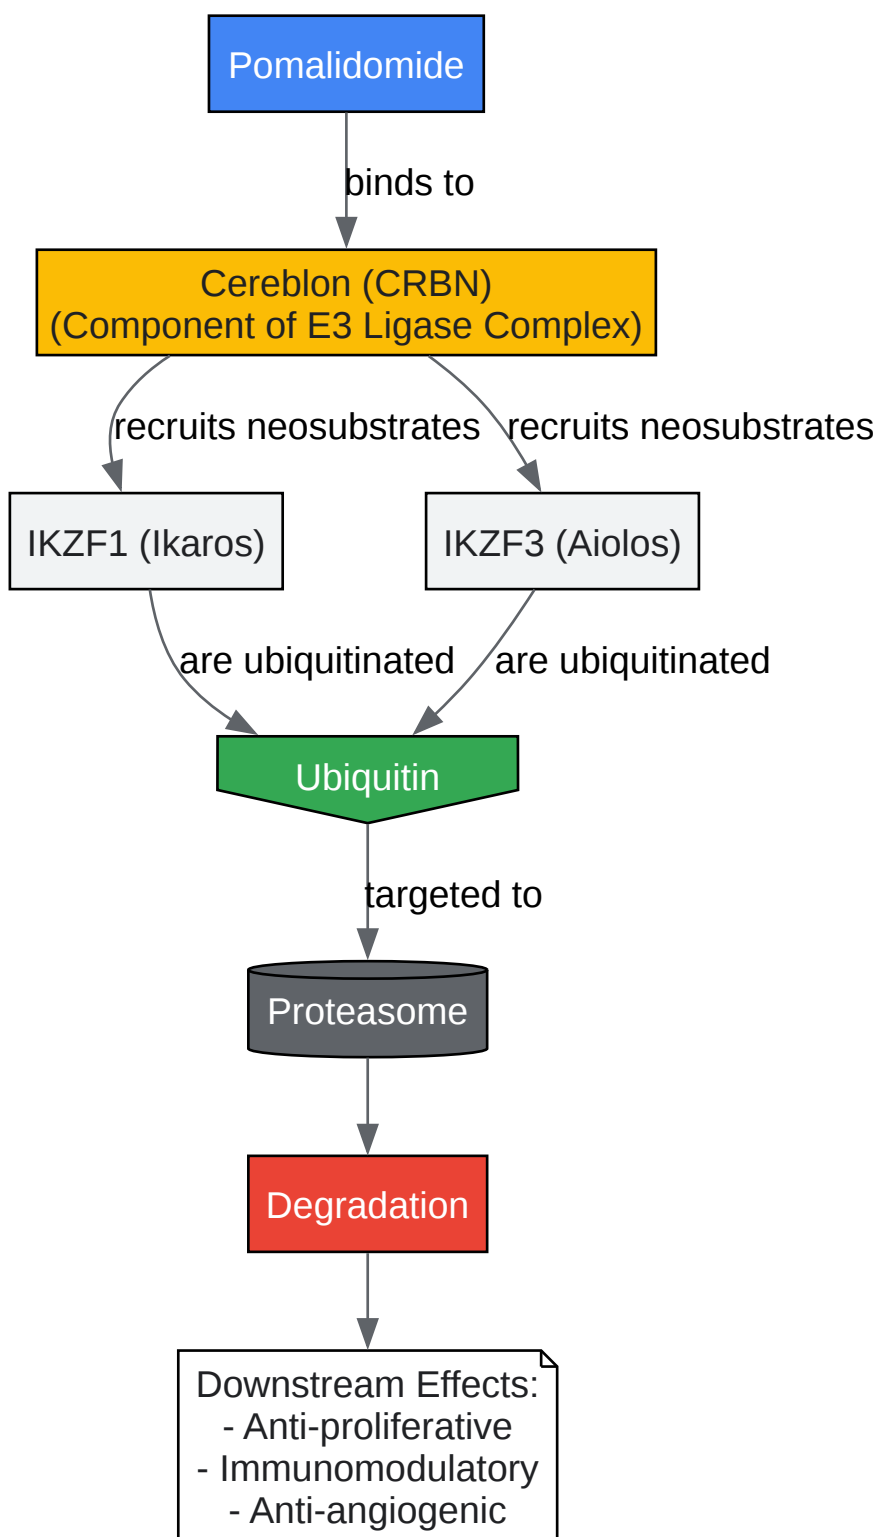 Pomalidomide
binds to
Cereblon (CRBN)
(Component of E3 Ligase Complex)
recruits neosubstrates
recruits neosubstrates
IKZF1 (Ikaros)
IKZF3 (Aiolos)
are ubiquitinated
are ubiquitinated
Ubiquitin
targeted to
Proteasome
Degradation
Downstream Effects:
- Anti-proliferative
- Immunomodulatory
- Anti-angiogenic